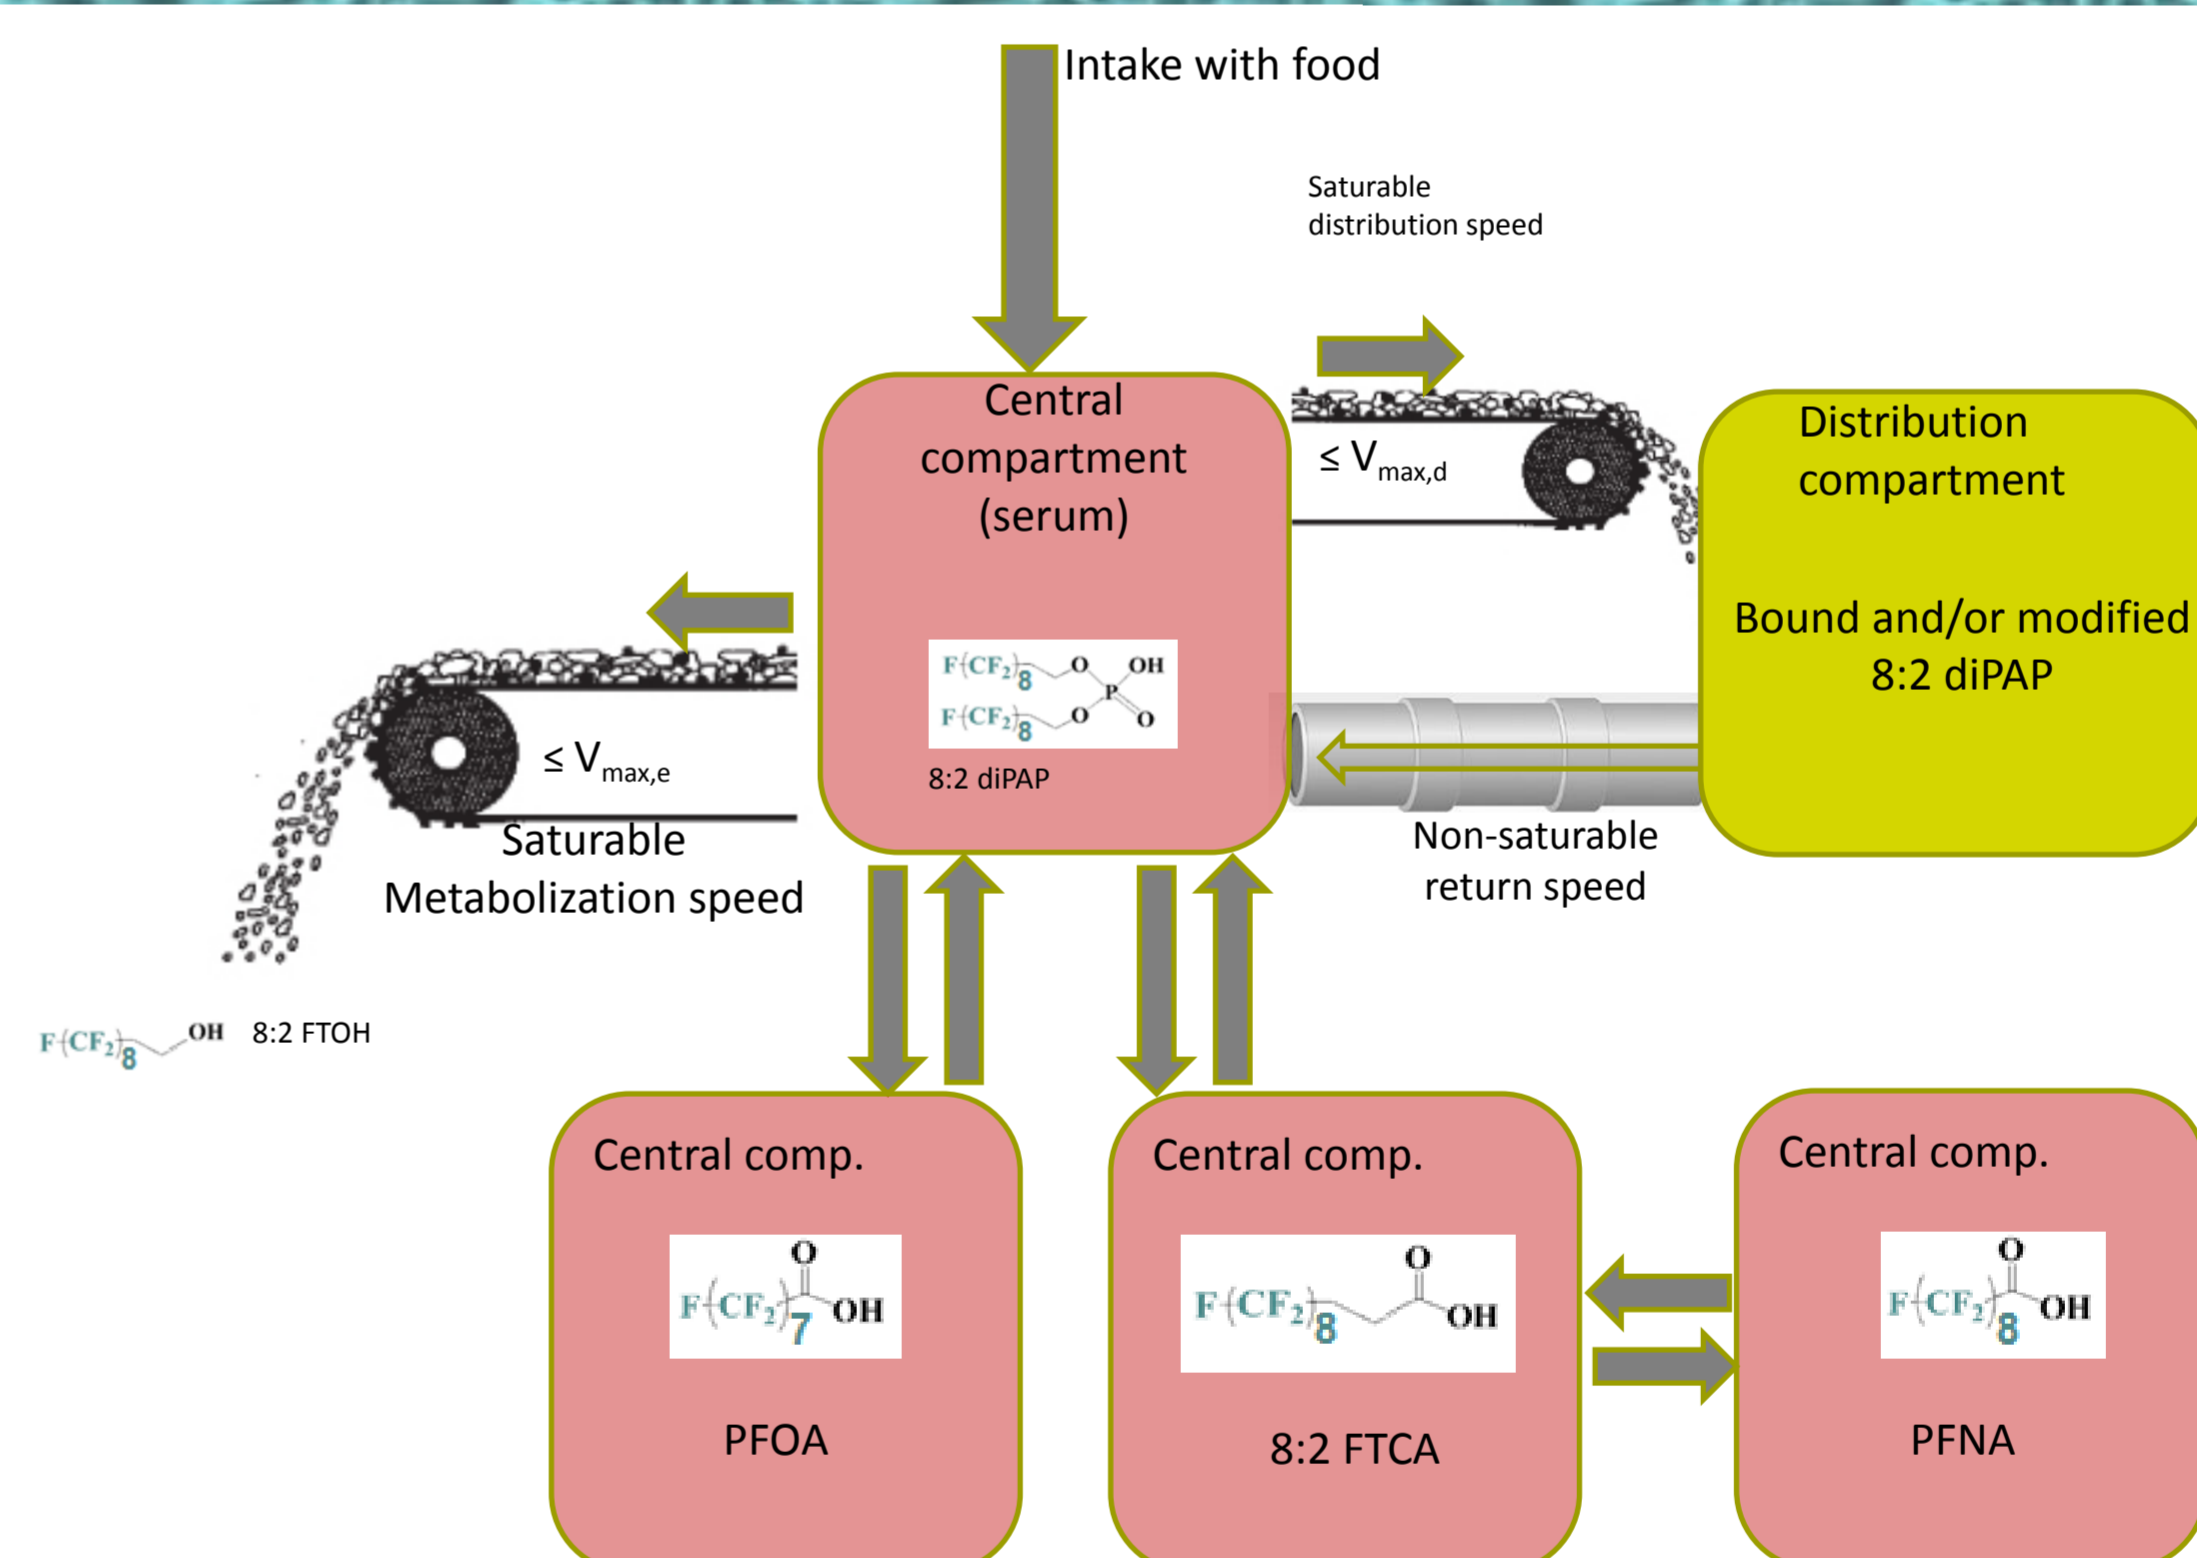 Intake with food
Saturable
distribution speed
Central
compartment
(serum)
≤ Vmax,d
Distribution
compartment
Bound and/or modified
8:2 diPAP
F(CF2)8 O OH
P
F(CF2)8 O O
8:2 diPAP
≤ Vmax,e
Saturable
Metabolization speed
Non-saturable
return speed
F(CF2)8 OH 8:2 FTOH
Central comp.
O
F(CF2)7 OH
PFOA
Central comp.
O
F(CF2)8 OH
8:2 FTCA
Central comp.
O
F(CF2)8 OH
PFNA